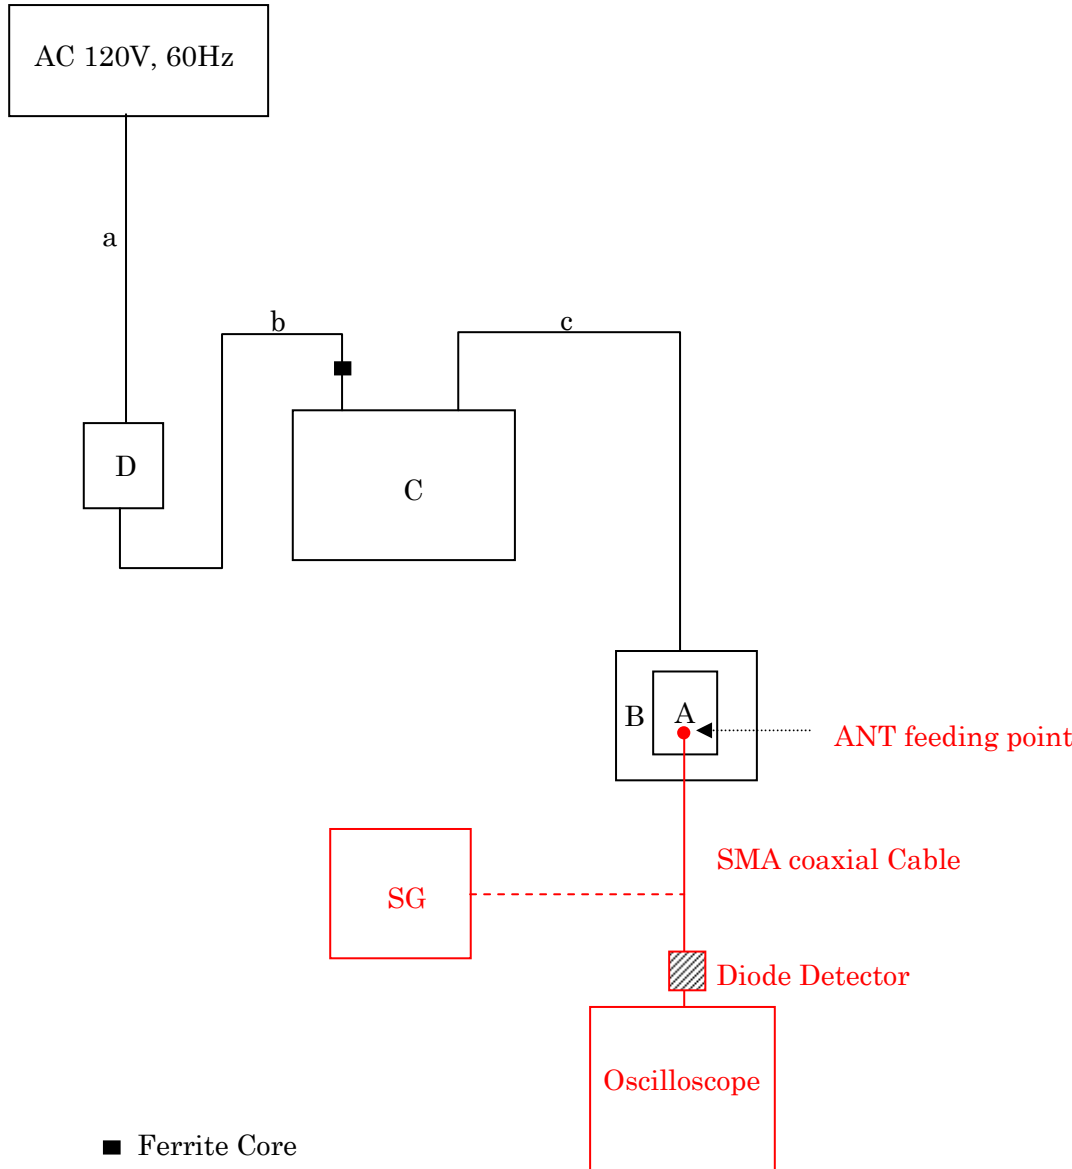 AC 120V, 60Hz
a
b
c
D
C
B
A
ANT feeding point
SMA coaxial Cable
SG
Diode Detector
Oscilloscope
Ferrite Core